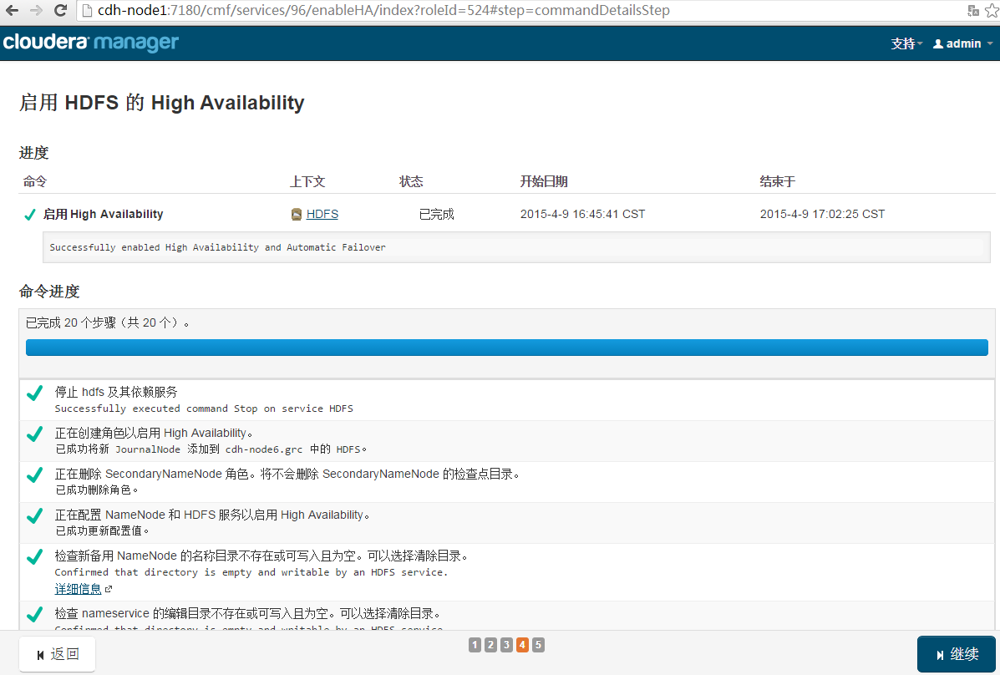 cdh-node1:7180/cmf/services/96/enableHA/index?roleId=524#step=commandDetailsStep
cloudera manager
支持 admin
启用 HDFS 的 High Availability
进度
命令 上下文 状态 开始日期 结束于
启用 High Availability HDFS 已完成 2015-4-9 16:45:41 CST 2015-4-9 17:02:25 CST
Successfully enabled High Availability and Automatic Failover
命令进度
已完成 20 个步骤（共 20 个）。
停止 hdfs 及其依赖服务
Successfully executed command Stop on service HDFS
正在创建角色以启用 High Availability。
已成功将新 JournalNode 添加到 cdh-node6.grc 中的 HDFS。
正在删除 SecondaryNameNode 角色。将不会删除 SecondaryNameNode 的检查点目录。
已成功删除角色。
正在配置 NameNode 和 HDFS 服务以启用 High Availability。
已成功更新配置值。
检查新备用 NameNode 的名称目录不存在或可写入且为空。可以选择清除目录。
Confirmed that directory is empty and writable by an HDFS service.
详细信息
检查 nameservice 的编辑目录不存在或可写入且为空。可以选择清除目录。
Confirmed that directory is empty and writable by an HDFS service.
返回 1 2 3 4 5 继续